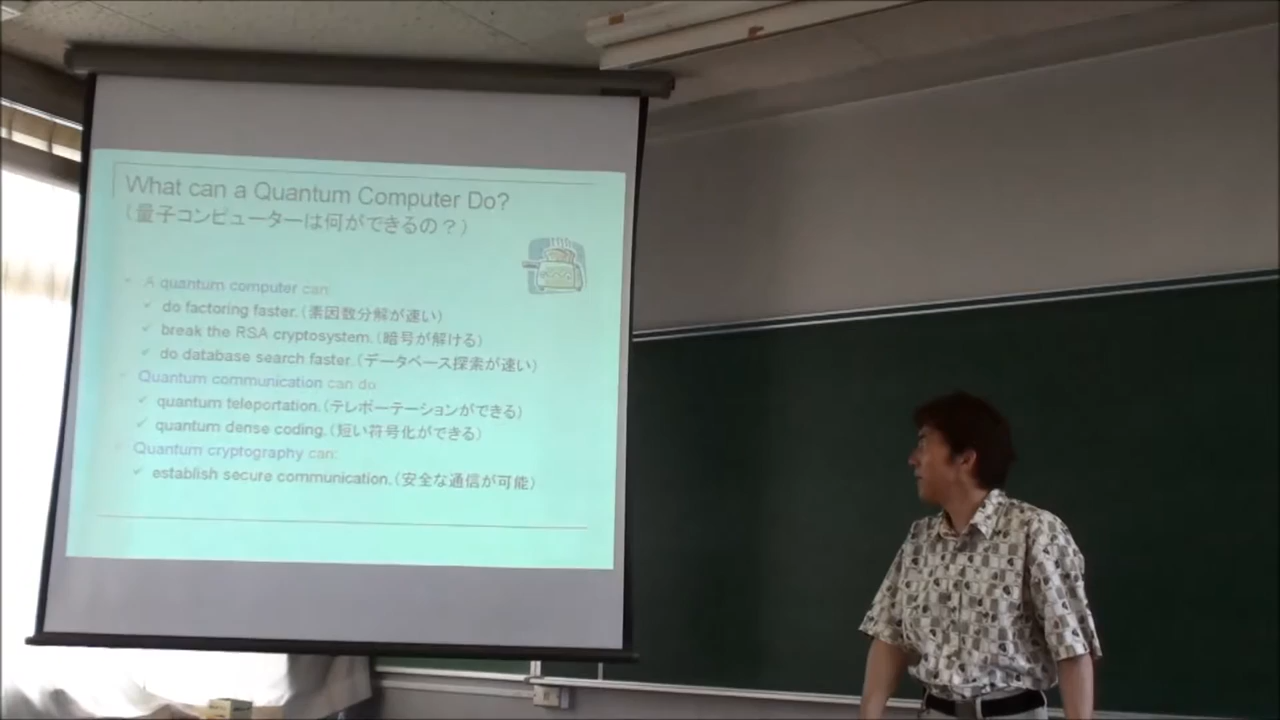 What can a Quantum Computer Do?
（量子コンピューターは何ができるの？）
A quantum computer can:
do factoring faster.（素因数分解が速い）
break the RSA cryptosystem.（暗号が解ける）
do database search faster.（データベース探索が速い）
Quantum communication can do
quantum teleportation.（テレポーテーションができる）
quantum dense coding.（短い符号化ができる）
Quantum cryptography can:
establish secure communication.（安全な通信が可能）